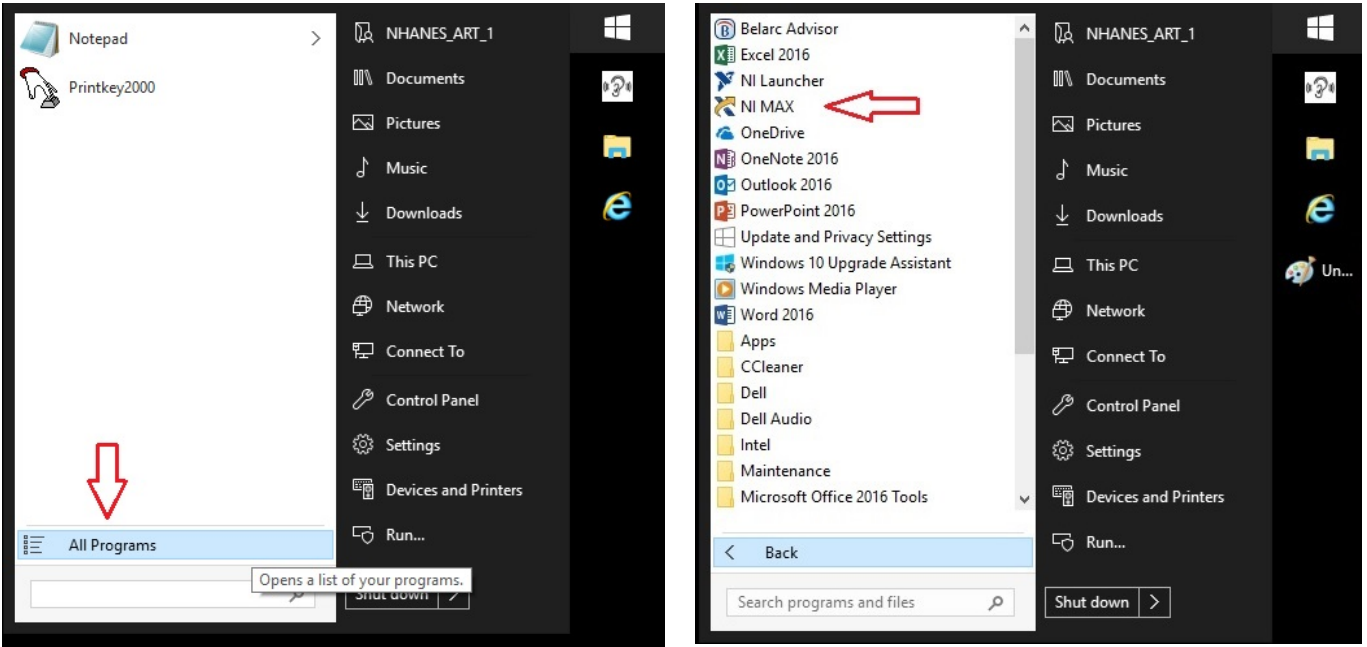 Notepad
Printkey2000
All Programs
Opens a list of your programs.
NHANES_ART_1
Documents
Pictures
Music
Downloads
This PC
Network
Connect To
Control Panel
Settings
Devices and Printers
Run...
Shut down
Belarc Advisor
Excel 2016
NI Launcher
NI MAX
OneDrive
OneNote 2016
Outlook 2016
PowerPoint 2016
Update and Privacy Settings
Windows 10 Upgrade Assistant
Windows Media Player
Word 2016
Apps
CCleaner
Dell
Dell Audio
Intel
Maintenance
Microsoft Office 2016 Tools
Back
Search programs and files
NHANES_ART_1
Documents
Pictures
Music
Downloads
This PC
Network
Connect To
Control Panel
Settings
Devices and Printers
Run...
Shut down
Un...